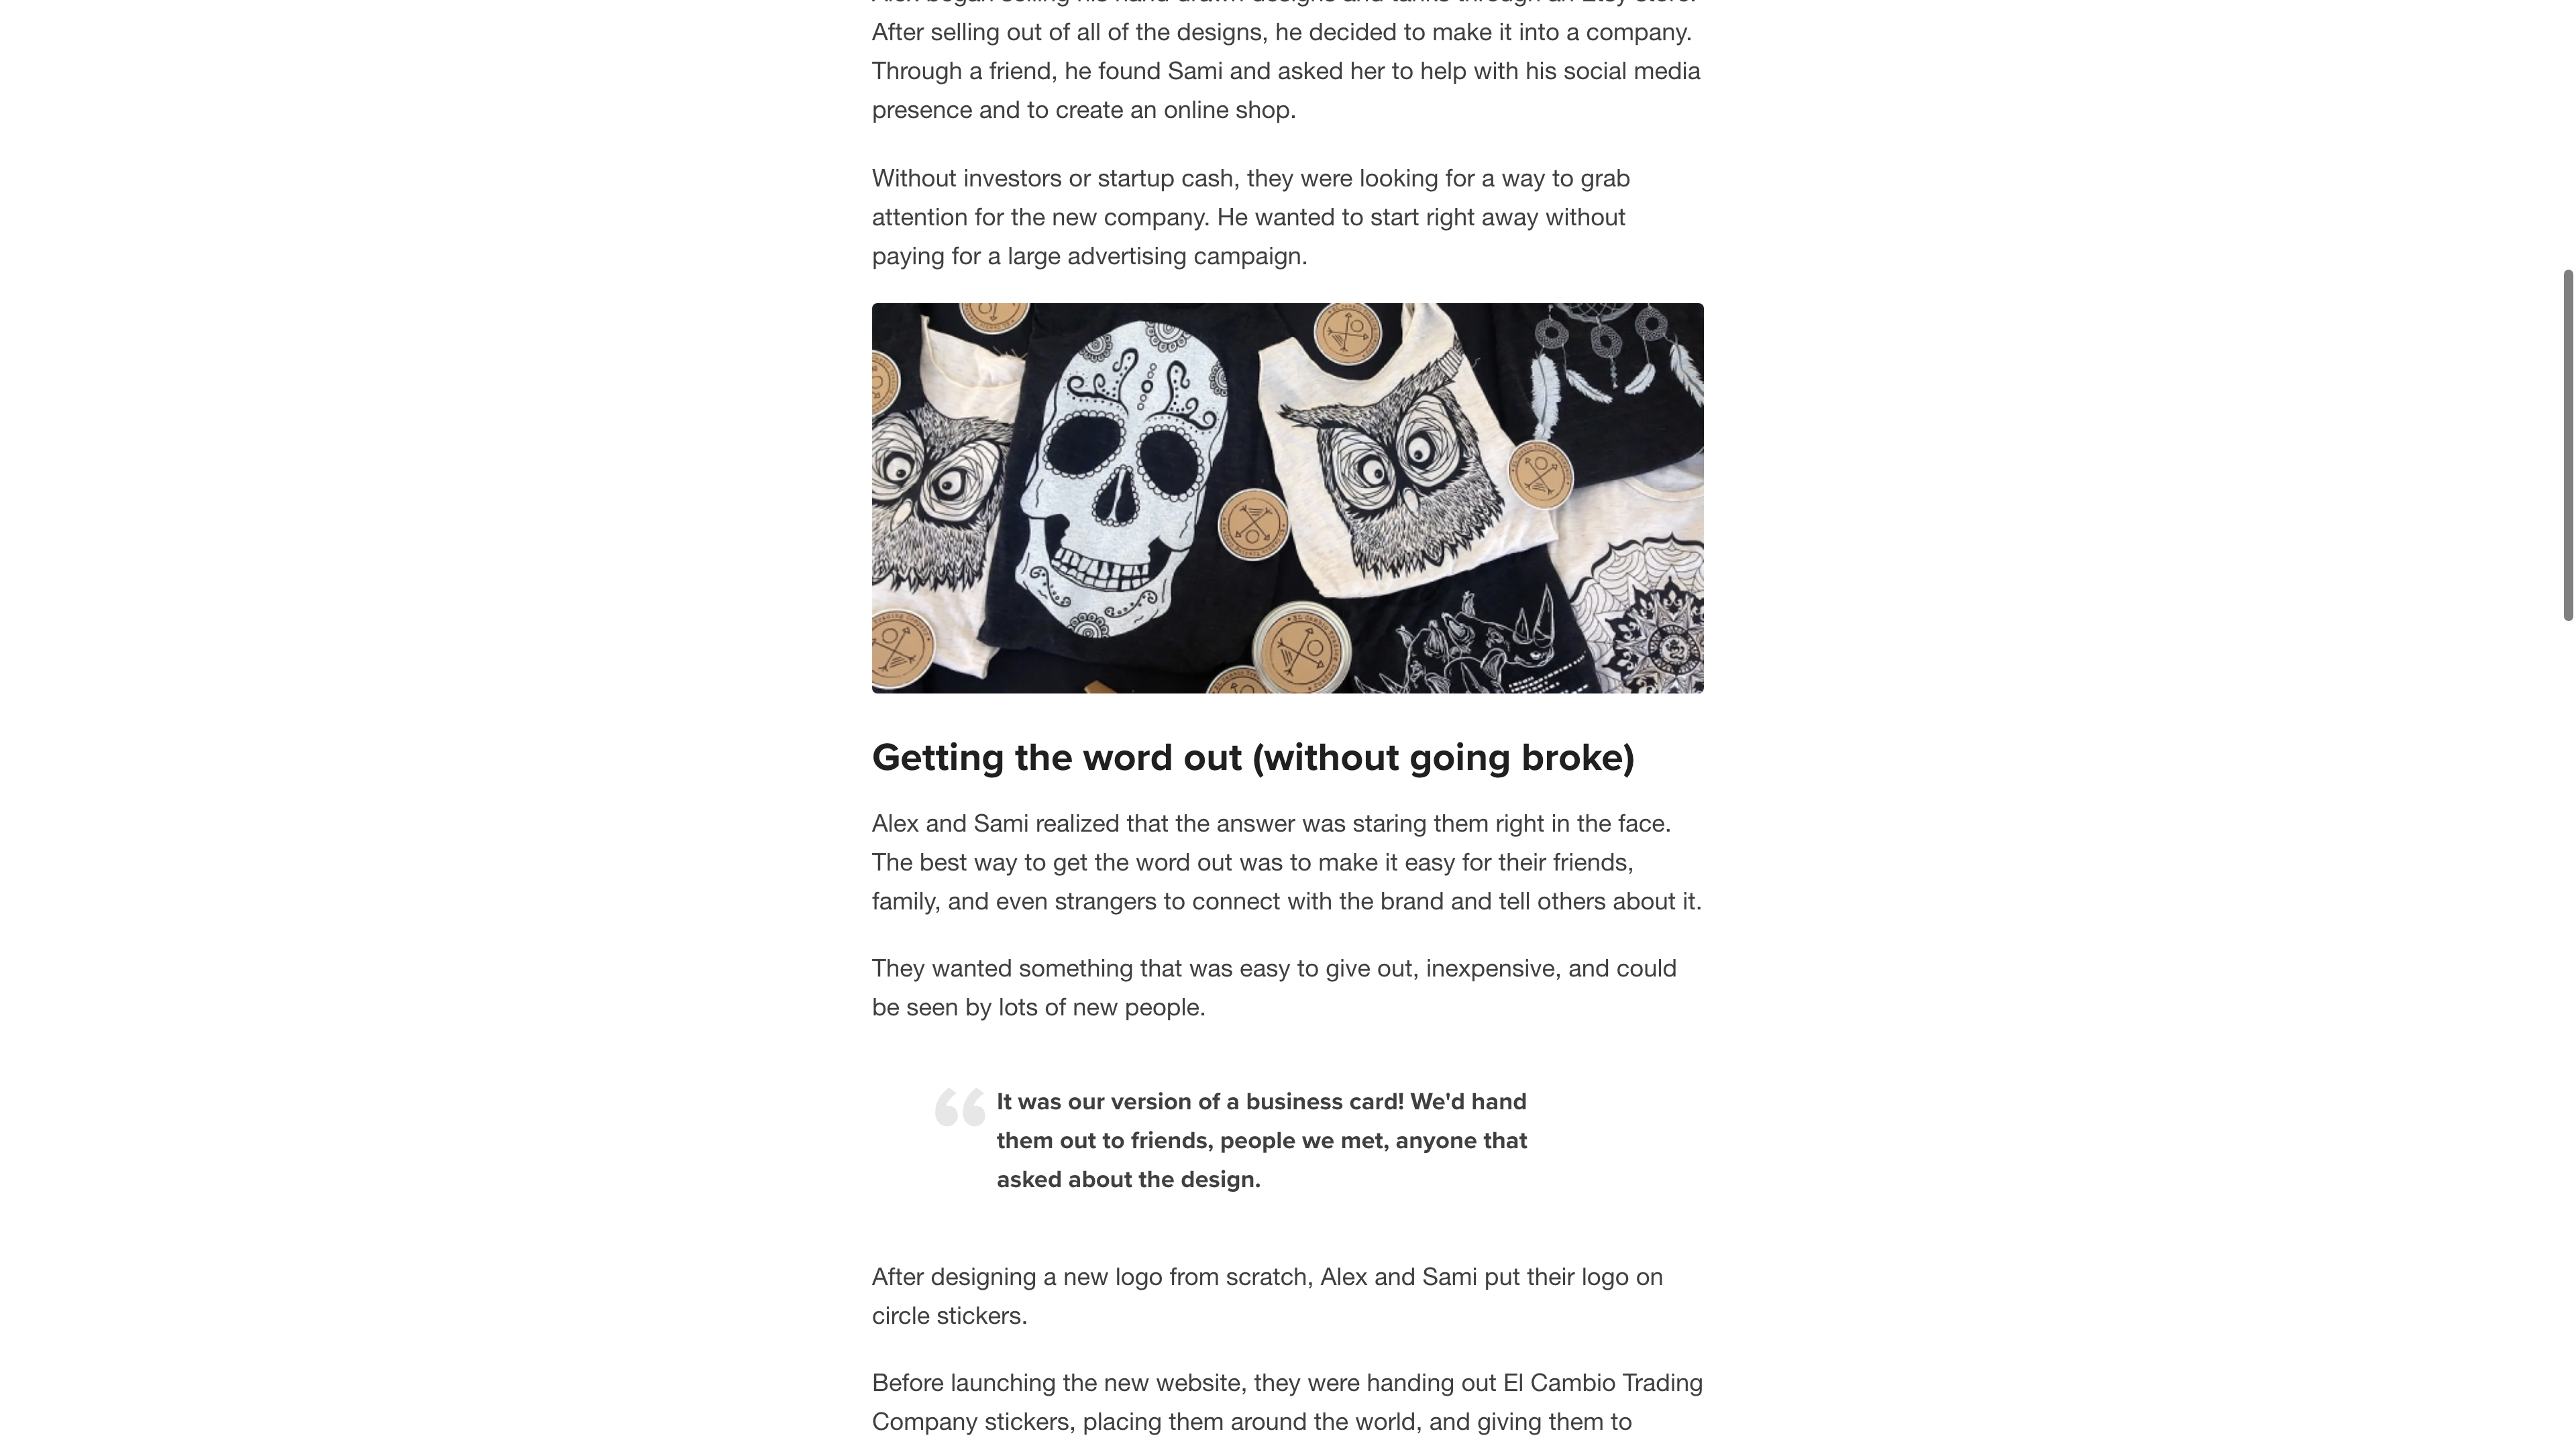 After selling out of all of the designs, he decided to make it into a company.
Through a friend, he found Sami and asked her to help with his social media
presence and to create an online shop.
Without investors or startup cash, they were looking for a way to grab
attention for the new company. He wanted to start right away without
paying for a large advertising campaign.
Getting the word out (without going broke)
Alex and Sami realized that the answer was staring them right in the face.
The best way to get the word out was to make it easy for their friends,
family, and even strangers to connect with the brand and tell others about it.
They wanted something that was easy to give out, inexpensive, and could
be seen by lots of new people.
“ It was our version of a business card! We'd hand
them out to friends, people we met, anyone that
asked about the design.
After designing a new logo from scratch, Alex and Sami put their logo on
circle stickers.
Before launching the new website, they were handing out El Cambio Trading
Company stickers, placing them around the world, and giving them to